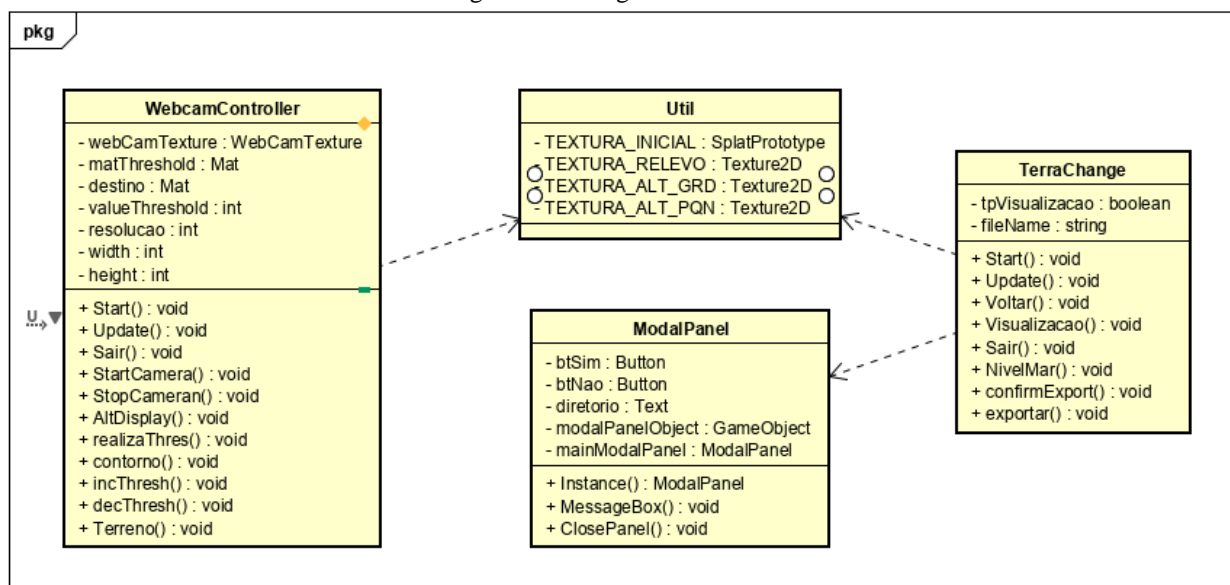 pkg
WebcamController
- webCamTexture : WebCamTexture
- matThreshold : Mat
- destino : Mat
- valueThreshold : int
- resolucao : int
- width : int
- height : int
+ Start() : void
+ Update() : void
+ Sair() : void
+ StartCamera() : void
+ StopCameran() : void
+ AltDisplay() : void
+ realizaThres() : void
+ contorno() : void
+ incThresh() : void
+ decThresh() : void
+ Terreno() : void
U
Util
- TEXTURA_INICIAL : SplatPrototype
- TEXTURA_RELEVO : Texture2D
- TEXTURA_ALT_GRD : Texture2D
- TEXTURA_ALT_PQN : Texture2D
ModalPanel
- btSim : Button
- btNao : Button
- diretorio : Text
- modalPanelObject : GameObject
- mainModalPanel : ModalPanel
+ Instance() : ModalPanel
+ MessageBox() : void
+ ClosePanel() : void
TerraChange
- tpVisualizacao : boolean
- fileName : string
+ Start() : void
+ Update() : void
+ Voltar() : void
+ Visualizacao() : void
+ Sair() : void
+ NivelMar() : void
+ confirmExport() : void
+ exportar() : void